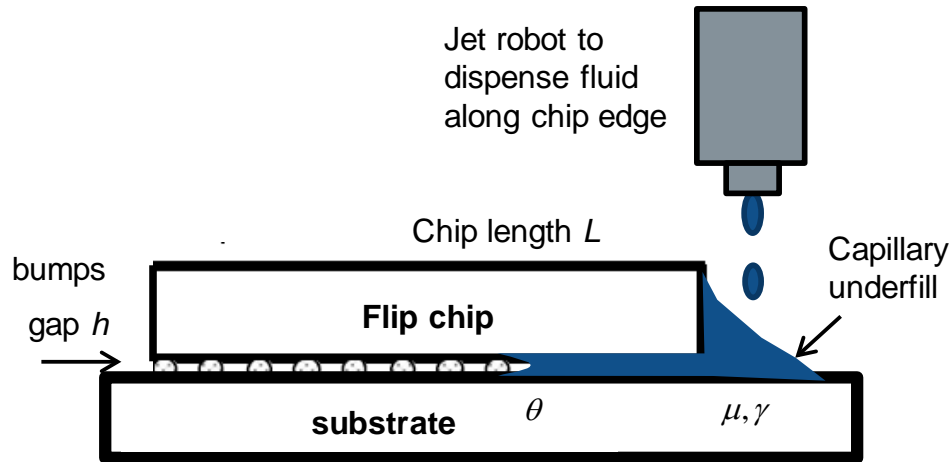 Jet robot to
dispense fluid
along chip edge
Chip length L
Capillary
underfill
bumps
gap h
Flip chip
substrate
θ
μ, γ